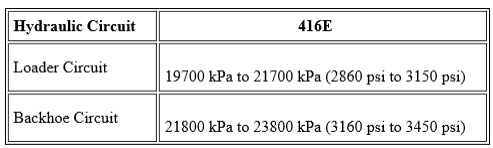 Hydraulic Circuit 416E
Loader Circuit 19700 kPa to 21700 kPa (2860 psi to 3150 psi)
Backhoe Circuit 21800 kPa to 23800 kPa (3160 psi to 3450 psi)